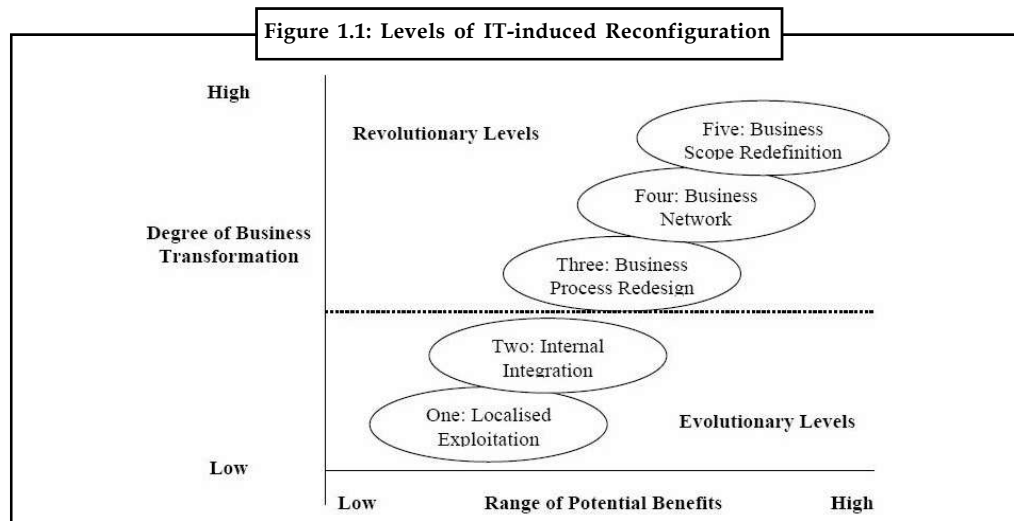 Figure 1.1: Levels of IT-induced Reconfiguration
High
Revolutionary Levels
Five: Business
Scope Redefinition
Four: Business
Network
Degree of Business
Transformation
Three: Business
Process Redesign
Two: Internal
Integration
One: Localised
Exploitation
Evolutionary Levels
Low
Low Range of Potential Benefits High